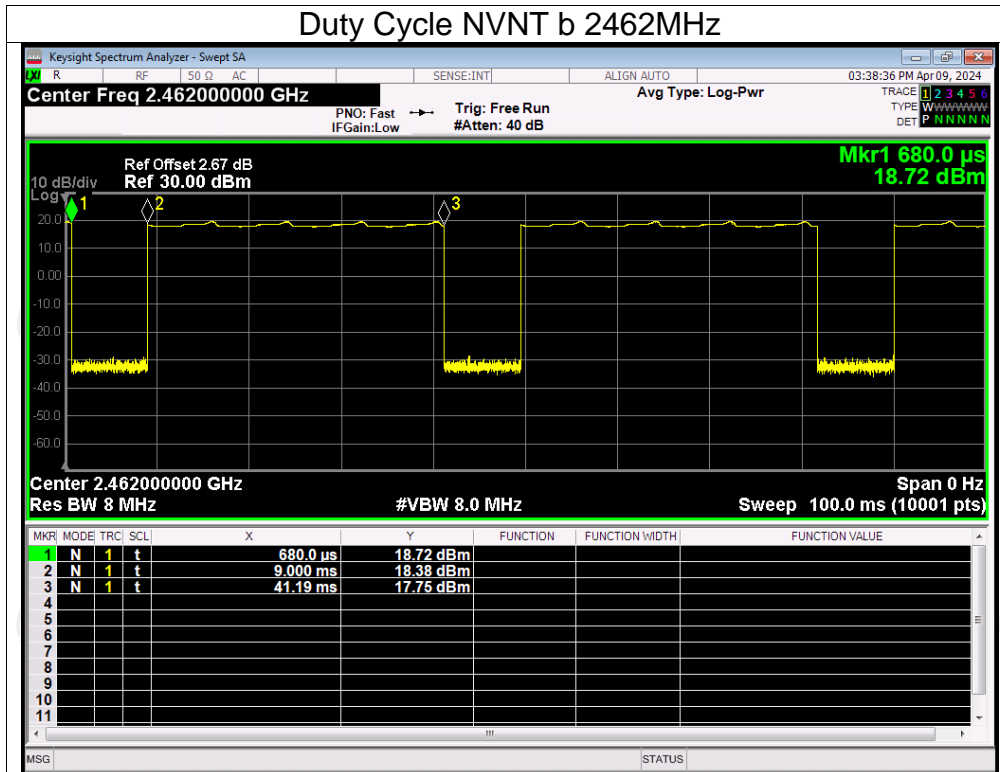 Duty Cycle NVNT b 2462MHz
Keysight Spectrum Analyzer - Swept SA
LXI R RF 50 Ω AC SENSE:INT ALIGN AUTO 03:38:36 PM Apr 09, 2024
Center Freq 2.462000000 GHz Avg Type: Log-Pwr TRACE 1 2 3 4 5 6
PNO: Fast Trig: Free Run TYPE WWWWWW
IFGain:Low #Atten: 40 dB DET P N N N N N
Mkr1 680.0 µs
Ref Offset 2.67 dB
10 dB/div Ref 30.00 dBm 18.72 dBm
Log
1 2 3
20.0
10.0
0.00
-10.0
-20.0
-30.0
-40.0
-50.0
-60.0
Center 2.462000000 GHz Span 0 Hz
Res BW 8 MHz #VBW 8.0 MHz Sweep 100.0 ms (10001 pts)
MKR MODE TRC SCL X Y FUNCTION FUNCTION WIDTH FUNCTION VALUE
1 N 1 t 680.0 µs 18.72 dBm
2 N 1 t 9.000 ms 18.38 dBm
3 N 1 t 41.19 ms 17.75 dBm
4
5
6
7
8
9
10
11
MSG STATUS